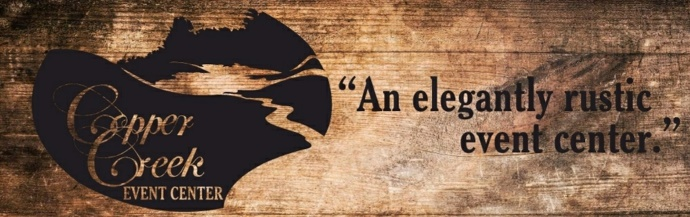 Copper
Creek
EVENT CENTER
“An elegantly rustic
event center.”